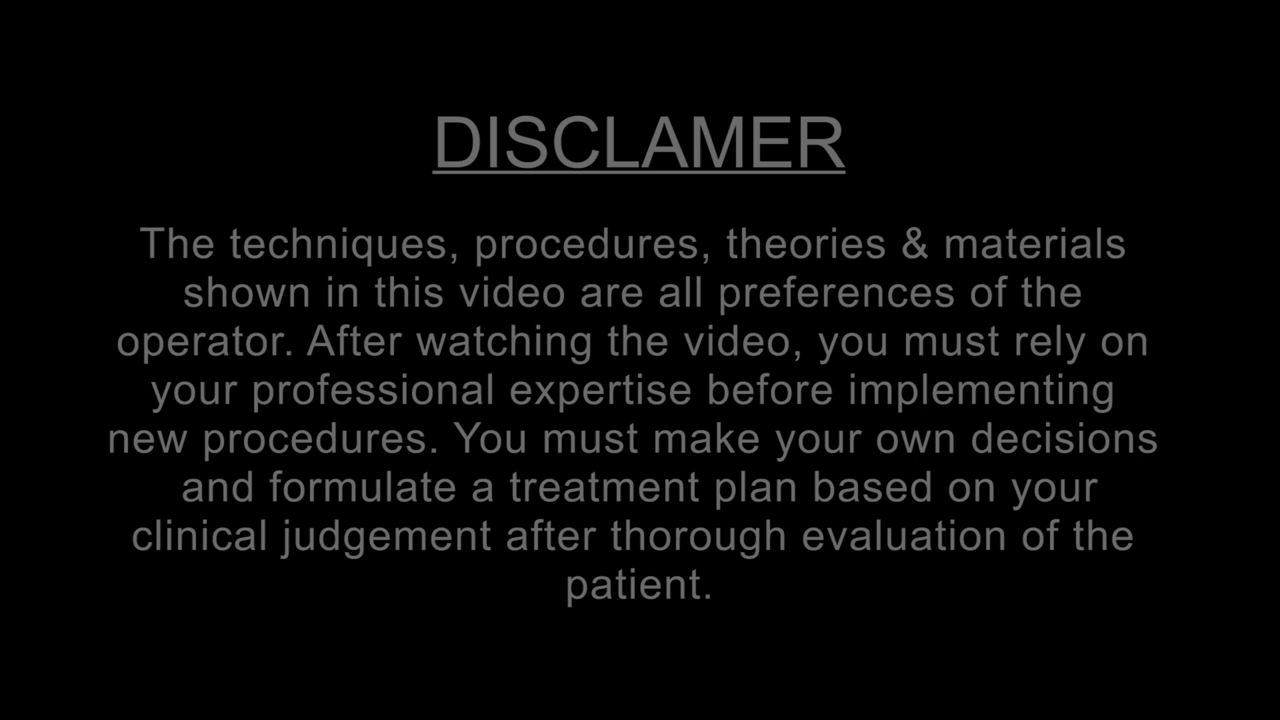 DISCLAMER
The techniques, procedures, theories & materials
shown in this video are all preferences of the
operator. After watching the video, you must rely on
your professional expertise before implementing
new procedures. You must make your own decisions
and formulate a treatment plan based on your
clinical judgement after thorough evaluation of the
patient.